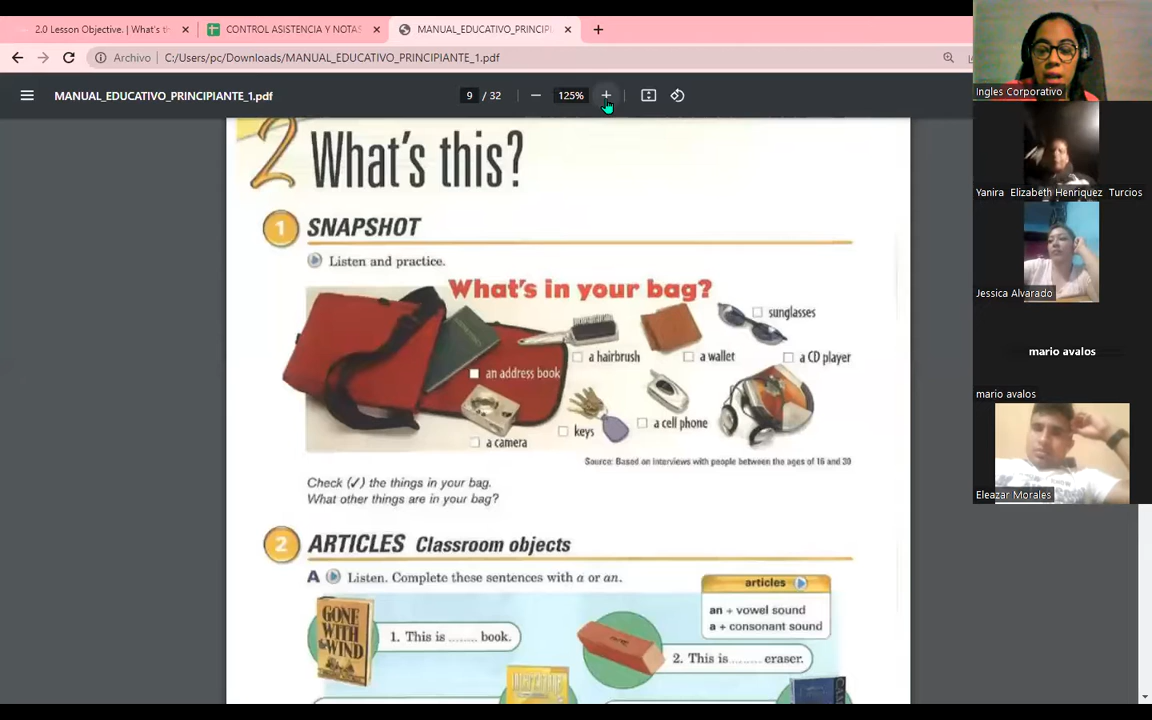 2.0 Lesson Objective. | What's th
CONTROL ASISTENCIA Y NOTAS
MANUAL_EDUCATIVO_PRINCIPI
Archivo
C:/Users/pc/Downloads/MANUAL_EDUCATIVO_PRINCIPIANTE_1.pdf
MANUAL_EDUCATIVO_PRINCIPIANTE_1.pdf
9 / 32
125%
2 What's this?
1 SNAPSHOT
Listen and practice.
What's in your bag?
sunglasses
a hairbrush
a wallet
a CD player
an address book
a camera
keys
a cell phone
Source: Based on interviews with people between the ages of 16 and 30
Check (✓) the things in your bag.
What other things are in your bag?
2 ARTICLES Classroom objects
A Listen. Complete these sentences with a or an.
articles
an + vowel sound
a + consonant sound
GONE
WITH
the WIND
1. This is ........ book.
2. This is ........ eraser.
Ingles Corporativo
Yanira Elizabeth Henriquez Turcios
Jessica Alvarado
mario avalos
mario avalos
Eleazar Morales